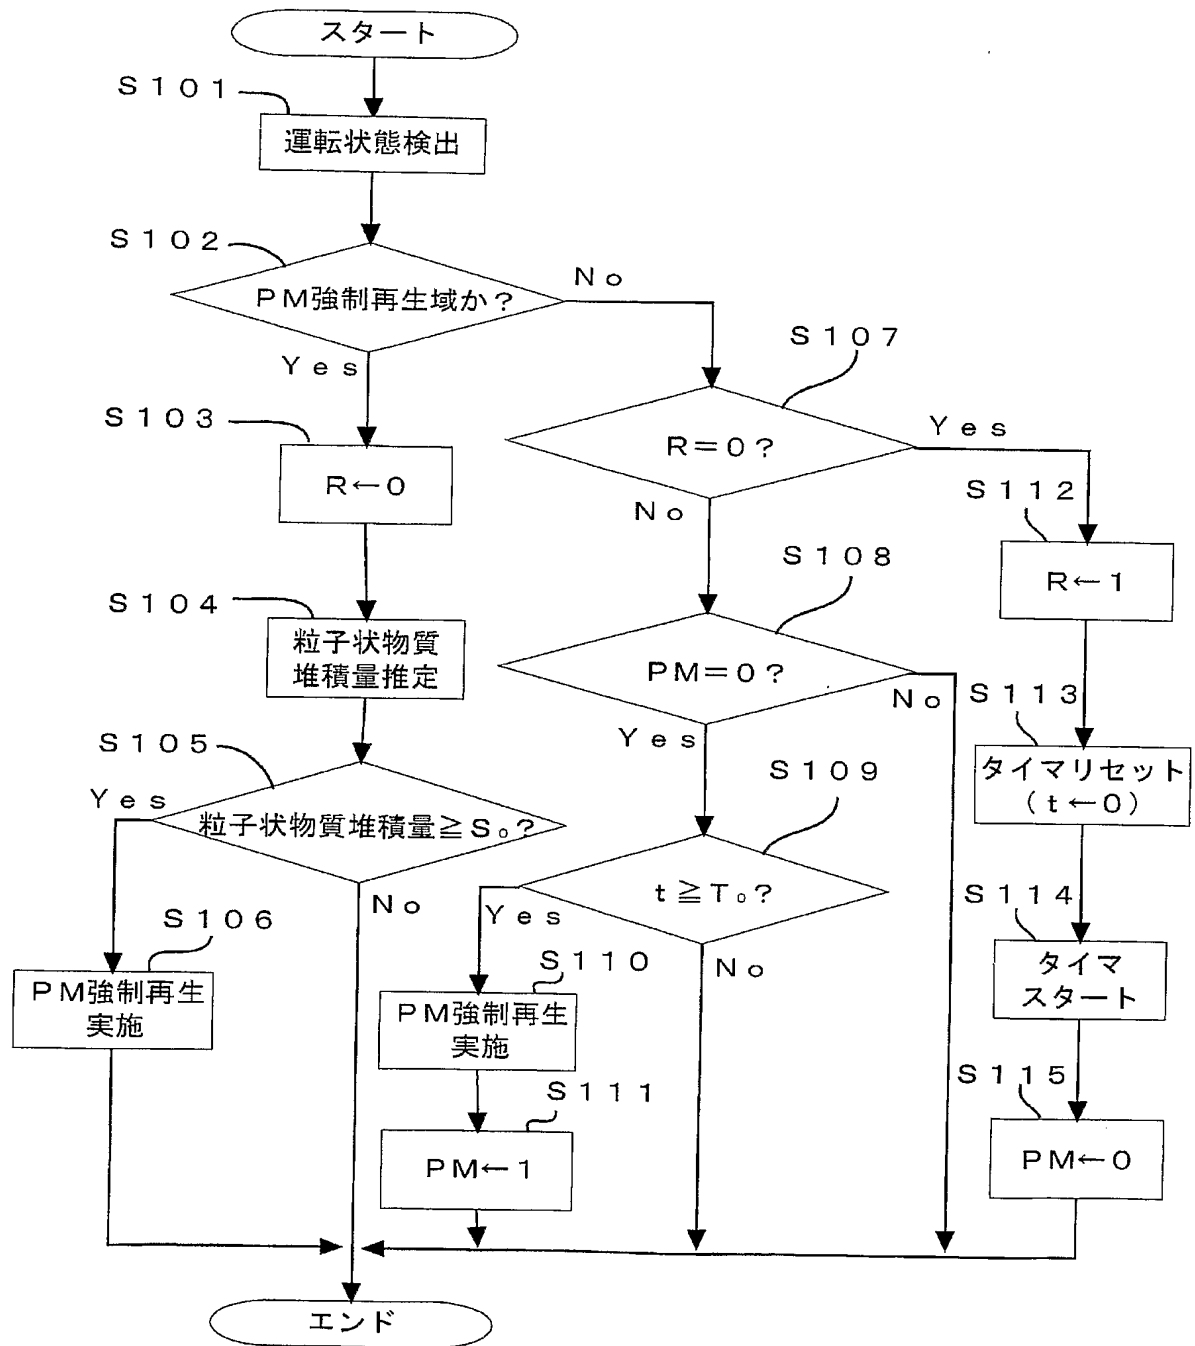 スタート
S101
運転状態検出
S102
PM強制再生域か？
No
Yes
S103
R←0
S104
粒子状物質
堆積量推定
S105
Yes
粒子状物質堆積量≧S₀？
No
S106
PM強制再生
実施
S107
R＝0？
Yes
No
S108
PM＝0？
No
Yes
S109
t≧T₀？
Yes
No
S110
PM強制再生
実施
S111
PM←1
S112
R←1
S113
タイマリセット
（t←0）
S114
タイマ
スタート
S115
PM←0
エンド